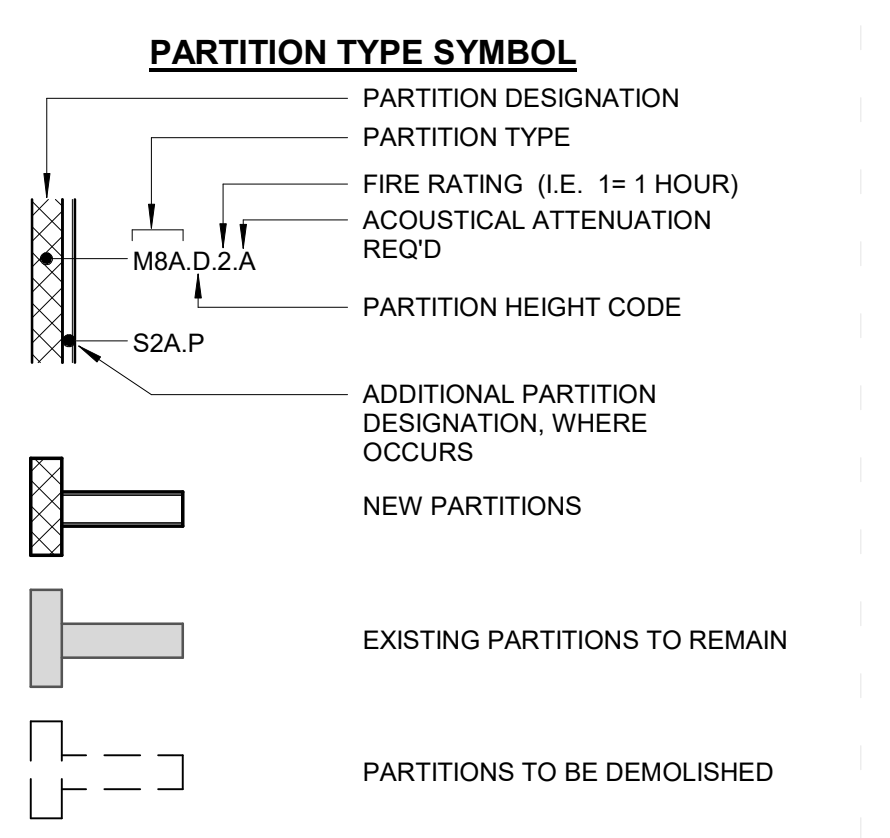 PARTITION TYPE SYMBOL
PARTITION DESIGNATION
PARTITION TYPE
FIRE RATING (I.E. 1= 1 HOUR)
ACOUSTICAL ATTENUATION
REQ'D
M8A.D.2.A
PARTITION HEIGHT CODE
S2A.P
ADDITIONAL PARTITION
DESIGNATION, WHERE
OCCURS
NEW PARTITIONS
EXISTING PARTITIONS TO REMAIN
PARTITIONS TO BE DEMOLISHED